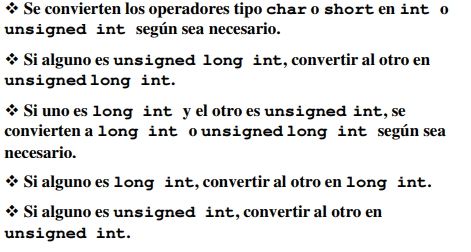 ❖ Se convierten los operadores tipo char o short en int o
unsigned int según sea necesario.
❖ Si alguno es unsigned long int, convertir al otro en
unsigned long int.
❖ Si uno es long int y el otro es unsigned int, se
convierten a long int o unsigned long int según sea
necesario.
❖ Si alguno es long int, convertir al otro en long int.
❖ Si alguno es unsigned int, convertir al otro en
unsigned int.